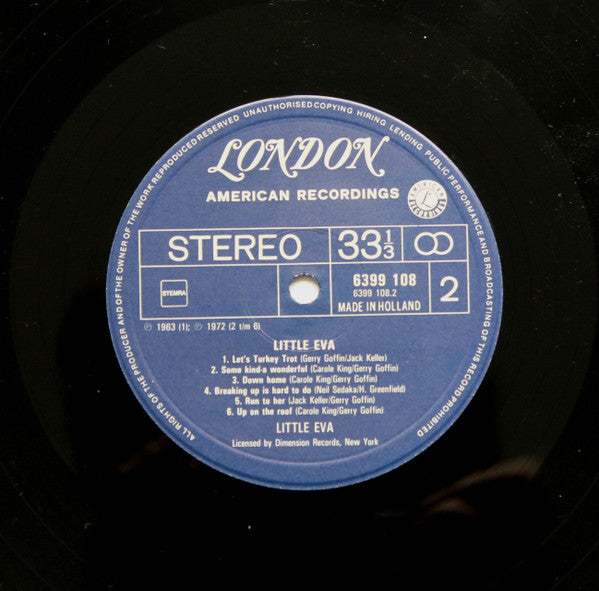 ALL RIGHTS OF THE PRODUCER AND OF THE OWNER OF THE WORK REPRODUCED RESERVED UNAUTHORISED COPYING HIRING LENDING PUBLIC PERFORMANCE AND BROADCASTING OF THIS RECORD PROHIBITED
LONDON
AMERICAN RECORDINGS
AMERICAN L RECORDINGS
STEREO 33 1/3
STEMRA
6399 108
6399 108.2
MADE IN HOLLAND
2
℗ 1963 (1); ℗ 1972 (2 t/m 6)
LITTLE EVA
1. Let's Turkey Trot (Gerry Goffin/Jack Keller)
2. Some kind-a wonderful (Carole King/Gerry Goffin)
3. Down home (Carole King/Gerry Goffin)
4. Breaking up is hard to do (Neil Sedaka/H. Greenfield)
5. Run to her (Jack Keller/Gerry Goffin)
6. Up on the roof (Carole King/Gerry Goffin)
LITTLE EVA
Licensed by Dimension Records, New York